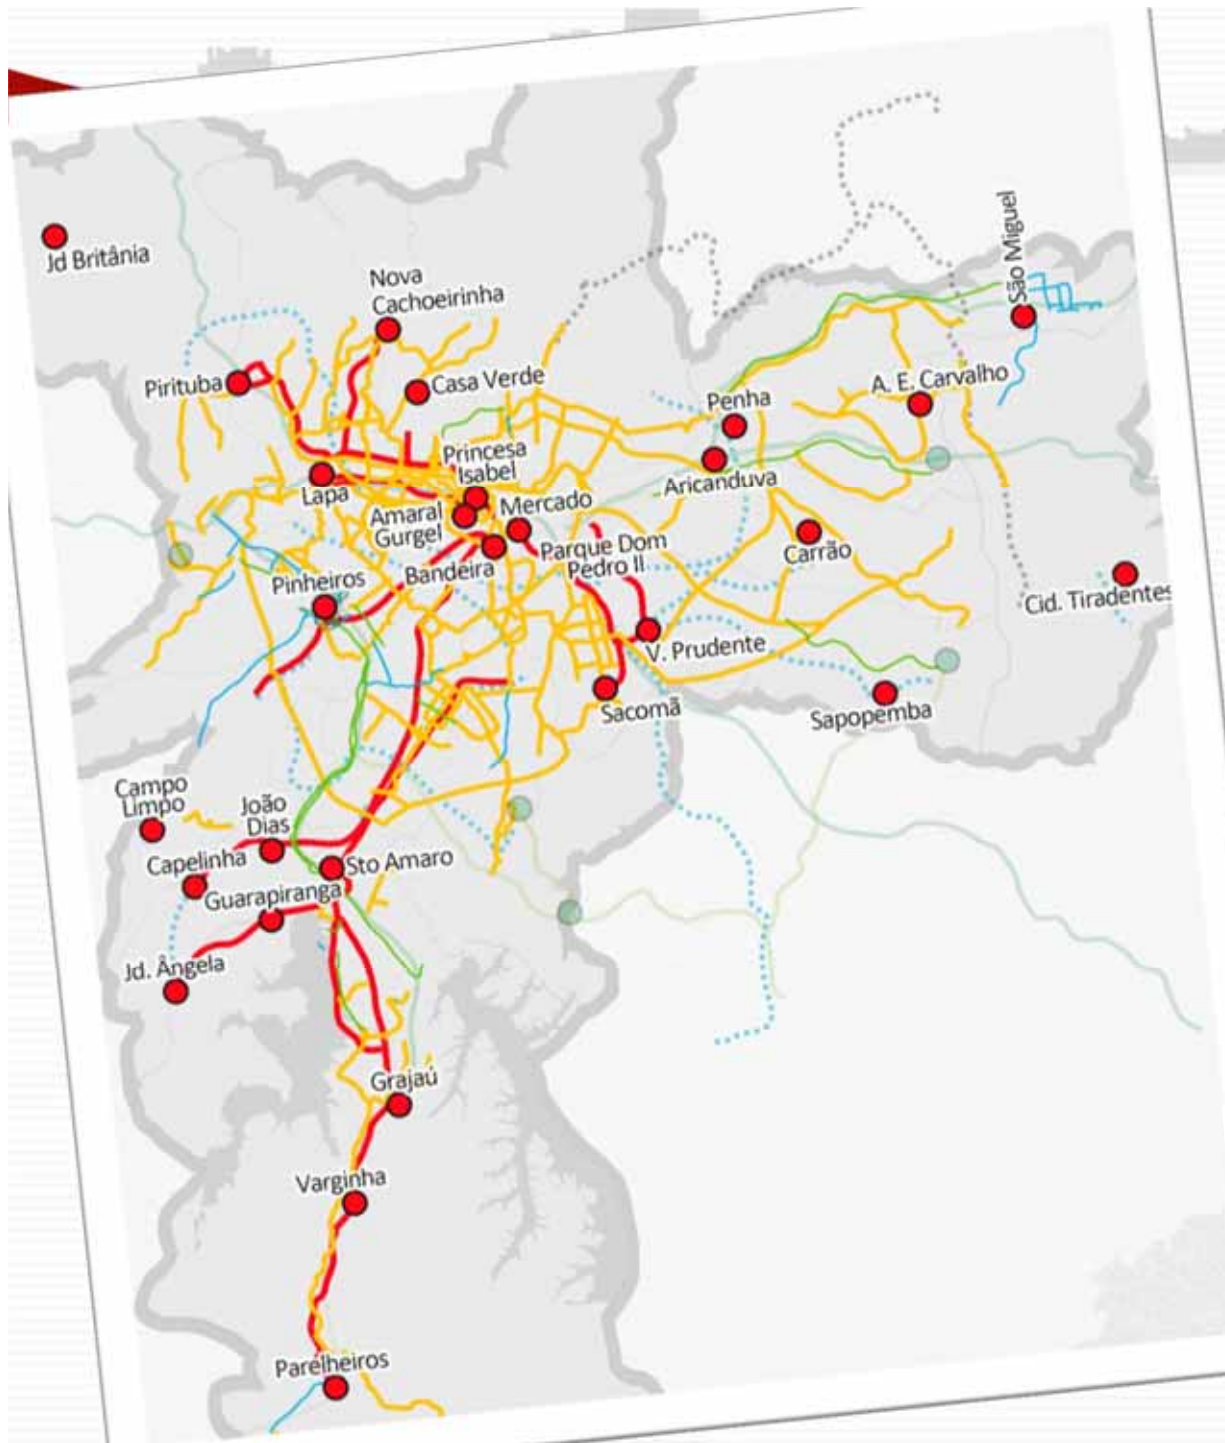 São Miguel
Jd Britânia
Nova
Cachoeirinha
Pirituba
Casa Verde
A. E. Carvalho
Penha
Princesa
Isabel
Lapa
Aricanduva
Amaral
Gurgel
Mercado
Bandeira
Parque Dom
Pedro II
Carrão
Pinheiros
Cid. Tiradentes
V. Prudente
Sacomã
Sapopemba
Campo
Limpo
João
Dias
Capelinha
Sto Amaro
Guarapiranga
Jd. Ângela
Grajaú
Varginha
Parelheiros